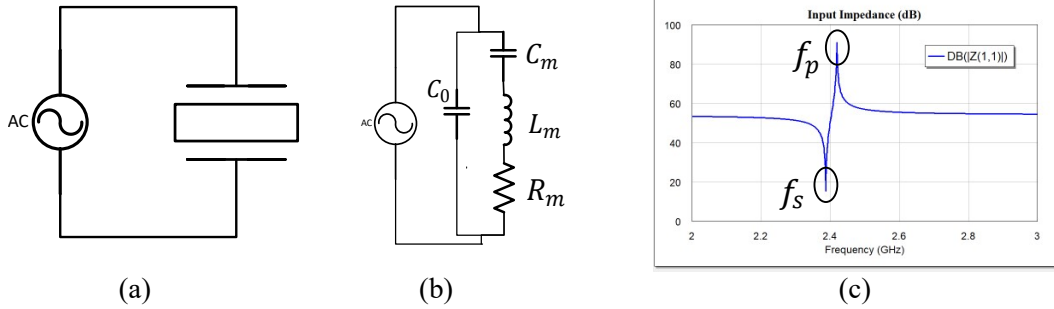 AC
(a)
AC
C₀
Cₘ
Lₘ
Rₘ
(b)
Input Impedance (dB)
100
80
60
40
20
0
fₚ
fₛ
DB(|Z(1,1)|)
2
2.2
2.4
2.6
2.8
3
Frequency (GHz)
(c)